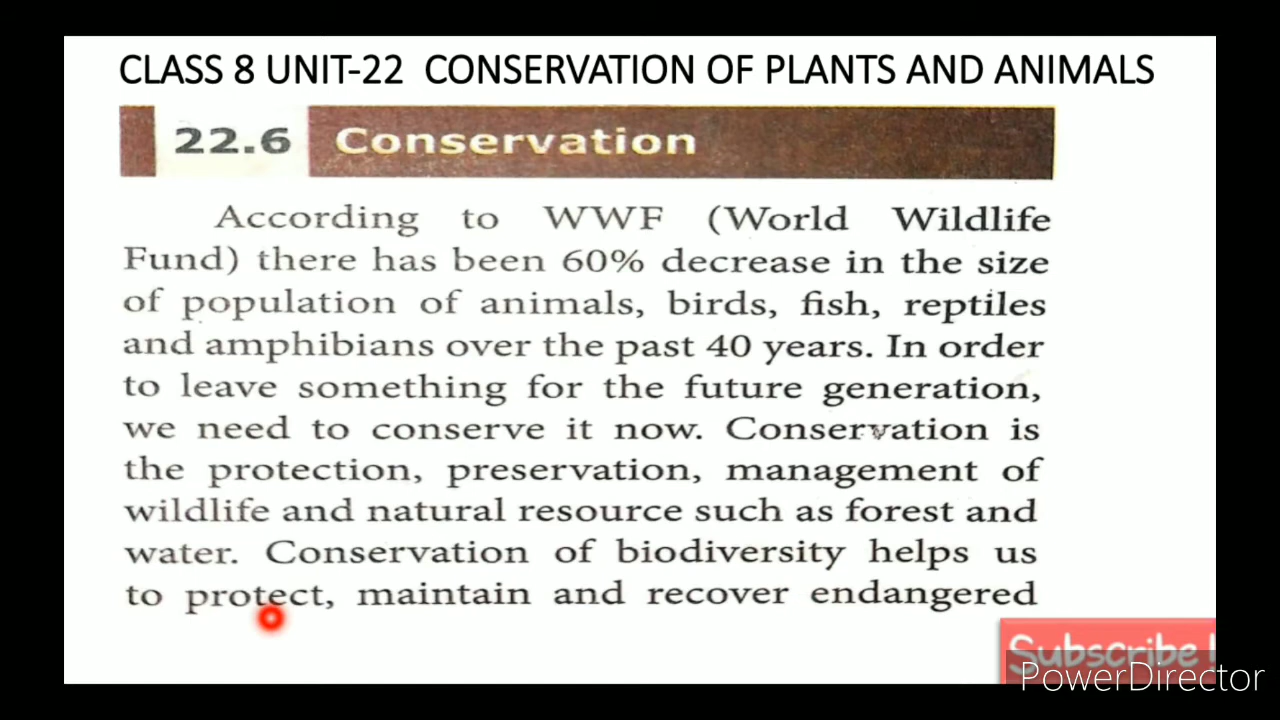 CLASS 8 UNIT-22 CONSERVATION OF PLANTS AND ANIMALS
22.6 Conservation
According to WWF (World Wildlife
Fund) there has been 60% decrease in the size
of population of animals, birds, fish, reptiles
and amphibians over the past 40 years. In order
to leave something for the future generation,
we need to conserve it now. Conservation is
the protection, preservation, management of
wildlife and natural resource such as forest and
water. Conservation of biodiversity helps us
to protect, maintain and recover endangered
Subscribe !
PowerDirector